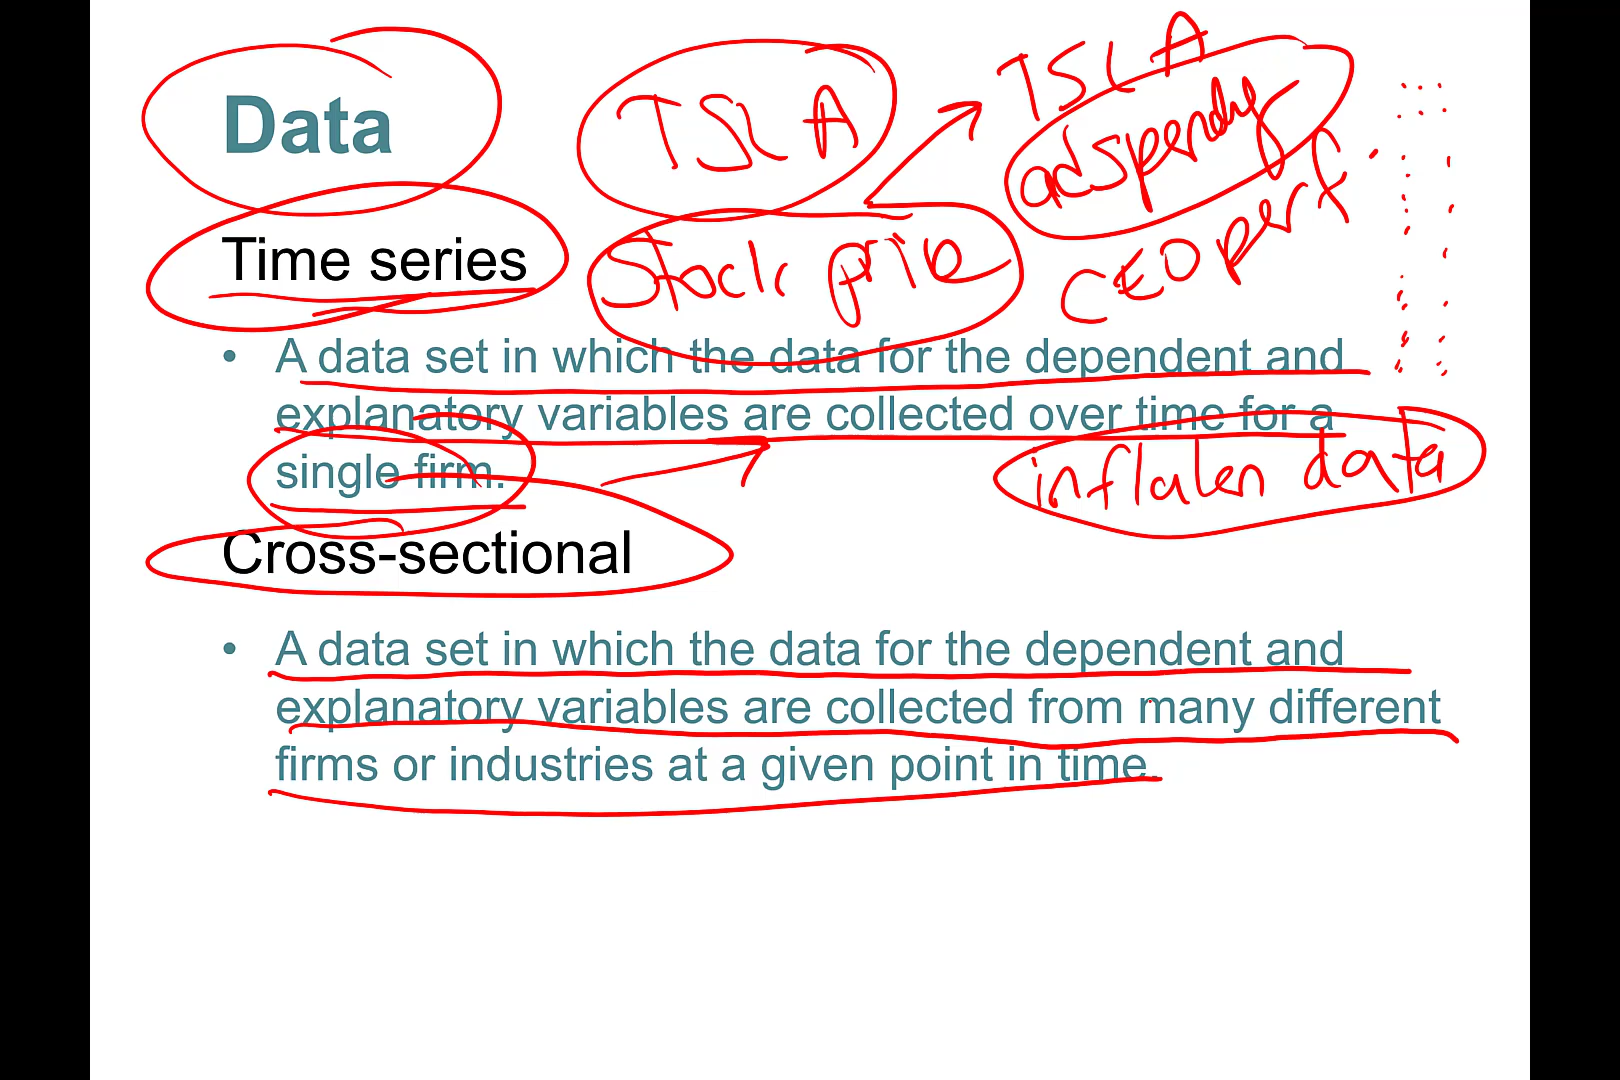 TSLA
Data
TSLA
adspendg
Time series
Stock price
CEO perf
• A data set in which the data for the dependent and
explanatory variables are collected over time for a
single firm.
inflaten data
Cross-sectional
• A data set in which the data for the dependent and
explanatory variables are collected from many different
firms or industries at a given point in time.